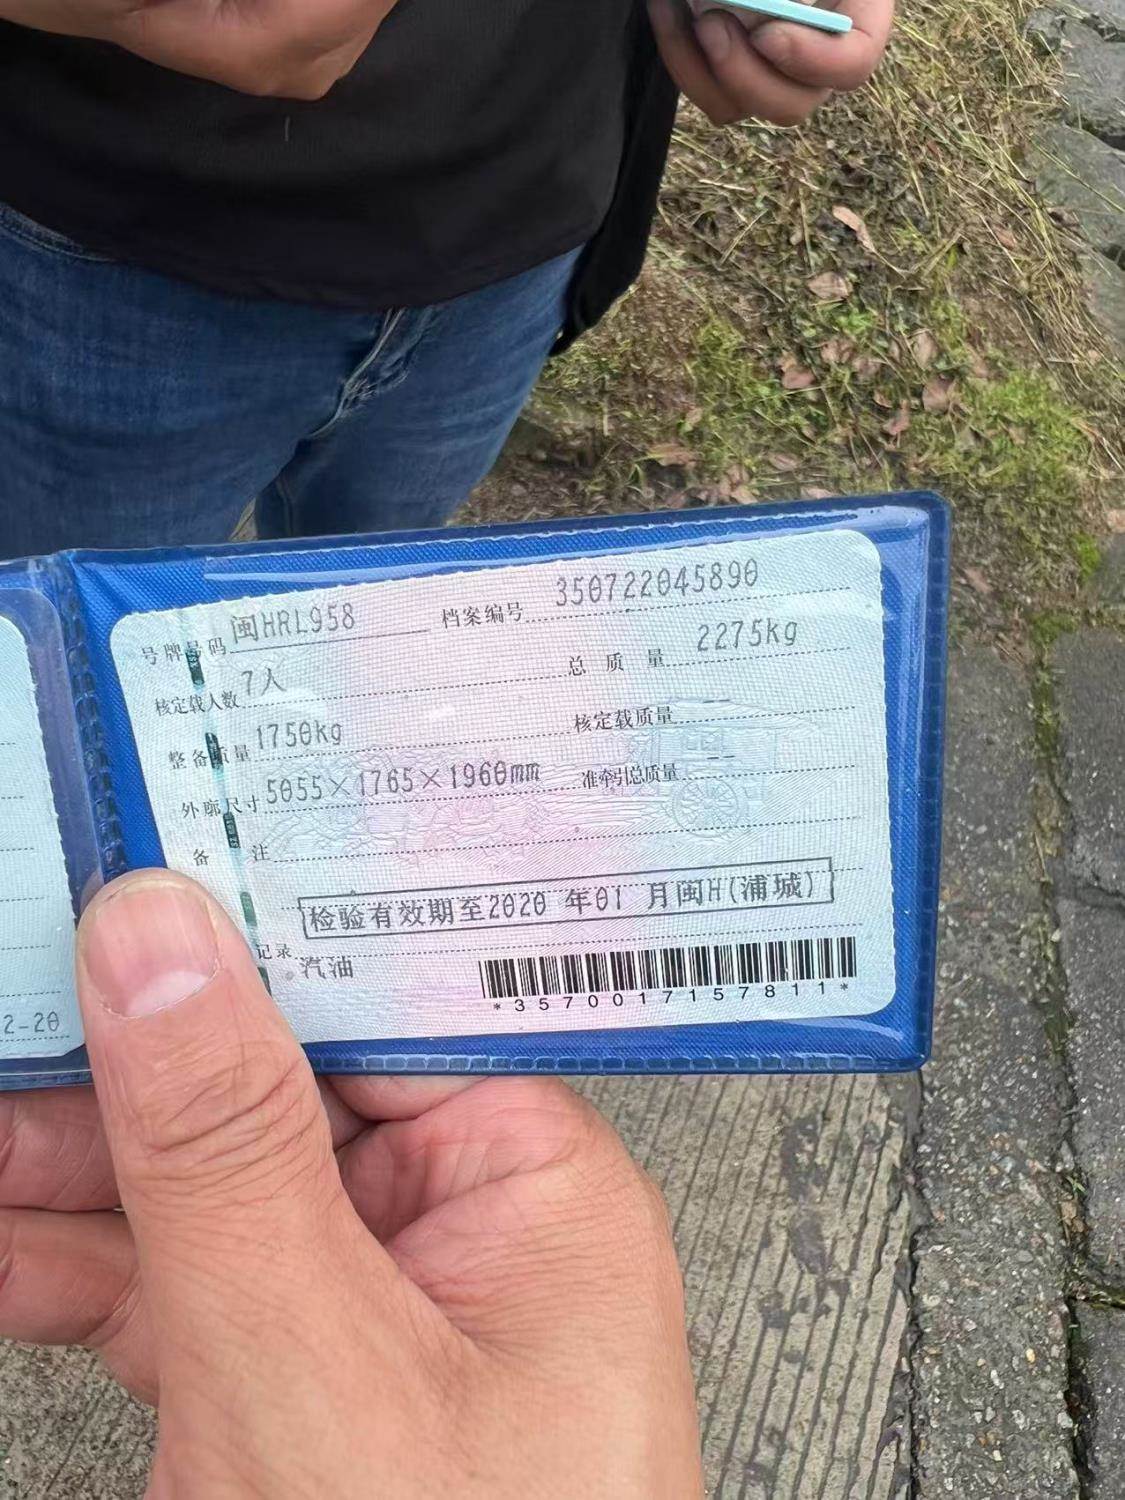 号牌号码 闽HRL958 档案编号 350722045890
核定载人数 7人 总质量 2275kg
整备质量 1750kg 核定载质量 --
外廓尺寸 5055×1765×1960mm 准牵引总质量 --
备注
检验有效期至2020 年01 月闽H(浦城)
记录
汽油
*3570017157811*
2-20